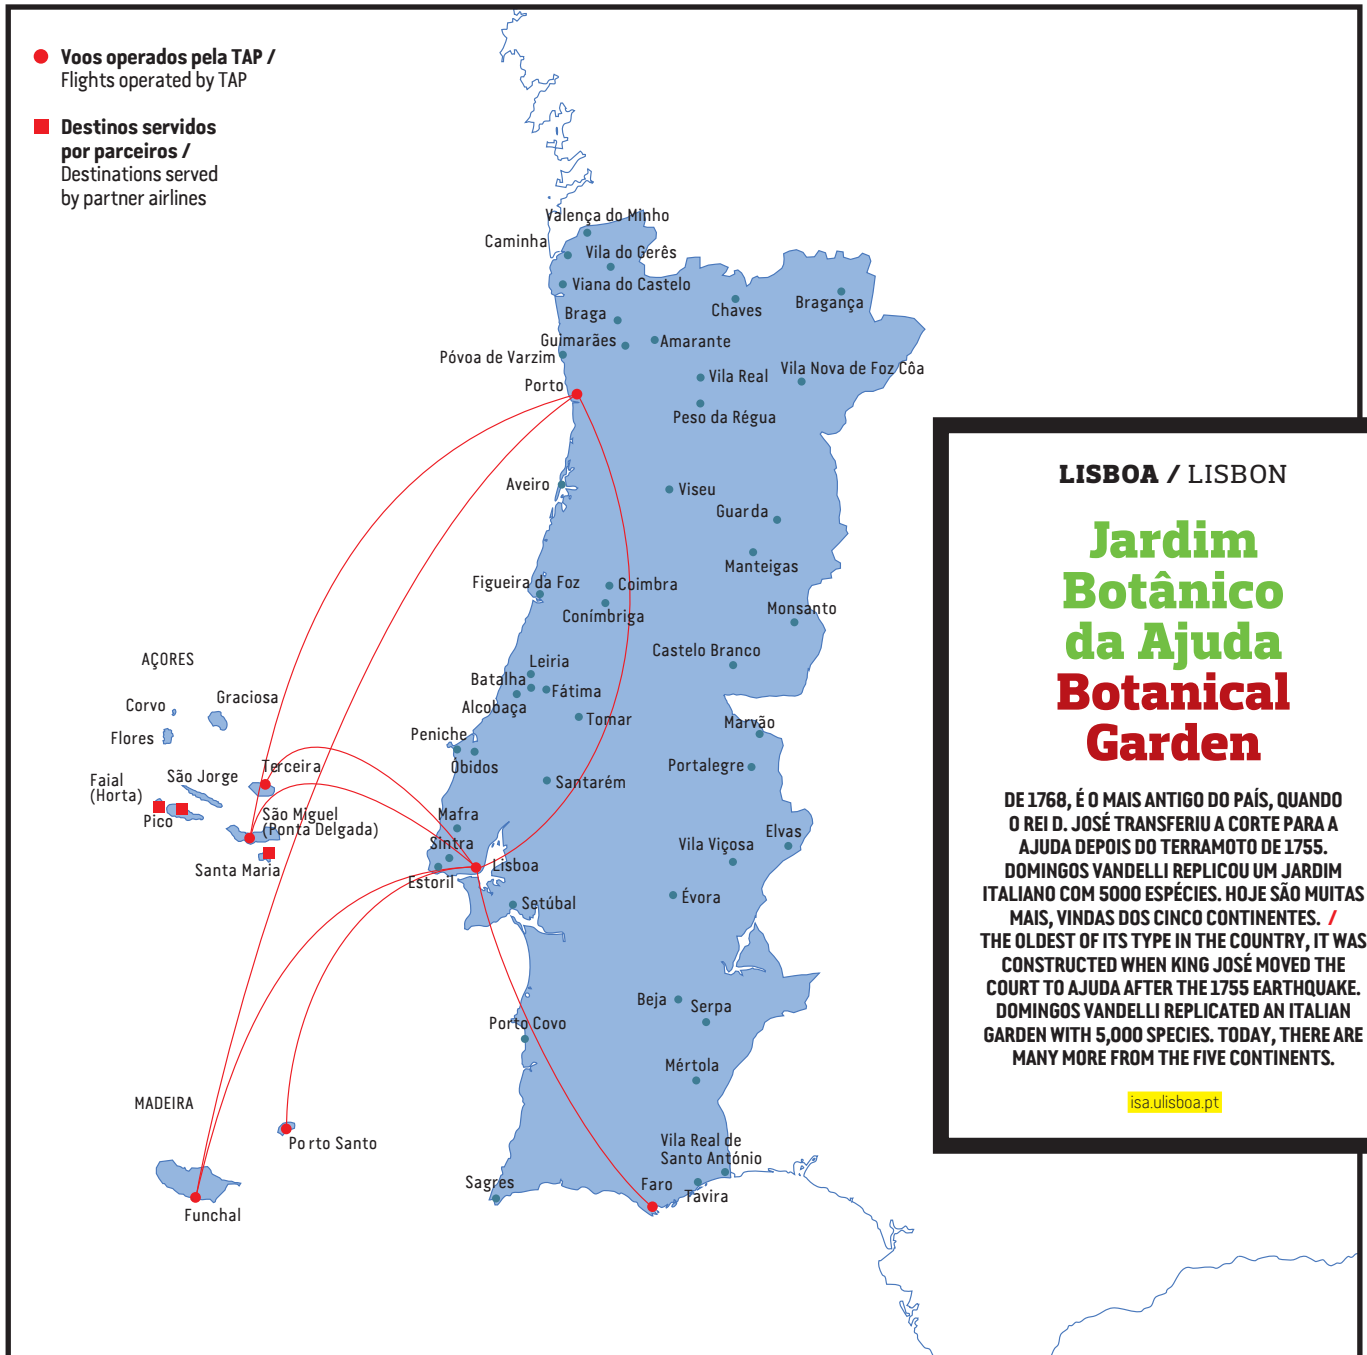 Voos operados pela TAP /
Flights operated by TAP
Destinos servidos
por parceiros /
Destinations served
by partner airlines
Valença do Minho
Caminha
Vila do Gerês
Viana do Castelo
Chaves
Bragança
Braga
Guimarães
Amarante
Póvoa de Varzim
Vila Real
Vila Nova de Foz Côa
Porto
Peso da Régua
Aveiro
Viseu
Guarda
Manteigas
Figueira da Foz
Coimbra
Conímbriga
Monsanto
Castelo Branco
Leiria
Batalha
Fátima
Alcobaça
Tomar
Marvão
Peniche
Óbidos
Portalegre
Santarém
Mafra
Sintra
Lisboa
Estoril
Elvas
Vila Viçosa
Setúbal
Évora
Beja
Serpa
Porto Covo
Mértola
Vila Real de
Santo António
Sagres
Faro
Tavira
AÇORES
Corvo
Graciosa
Flores
Terceira
Faial
(Horta)
São Jorge
Pico
São Miguel
(Ponta Delgada)
Santa Maria
MADEIRA
Porto Santo
Funchal
LISBOA / LISBON
Jardim
Botânico
da Ajuda
Botanical
Garden
DE 1768, É O MAIS ANTIGO DO PAÍS, QUANDO
O REI D. JOSÉ TRANSFERIU A CORTE PARA A
AJUDA DEPOIS DO TERRAMOTO DE 1755.
DOMINGOS VANDELLI REPLICOU UM JARDIM
ITALIANO COM 5000 ESPÉCIES. HOJE SÃO MUITAS
MAIS, VINDAS DOS CINCO CONTINENTES. /
THE OLDEST OF ITS TYPE IN THE COUNTRY, IT WAS
CONSTRUCTED WHEN KING JOSÉ MOVED THE
COURT TO AJUDA AFTER THE 1755 EARTHQUAKE.
DOMINGOS VANDELLI REPLICATED AN ITALIAN
GARDEN WITH 5,000 SPECIES. TODAY, THERE ARE
MANY MORE FROM THE FIVE CONTINENTS.
isa.ulisboa.pt